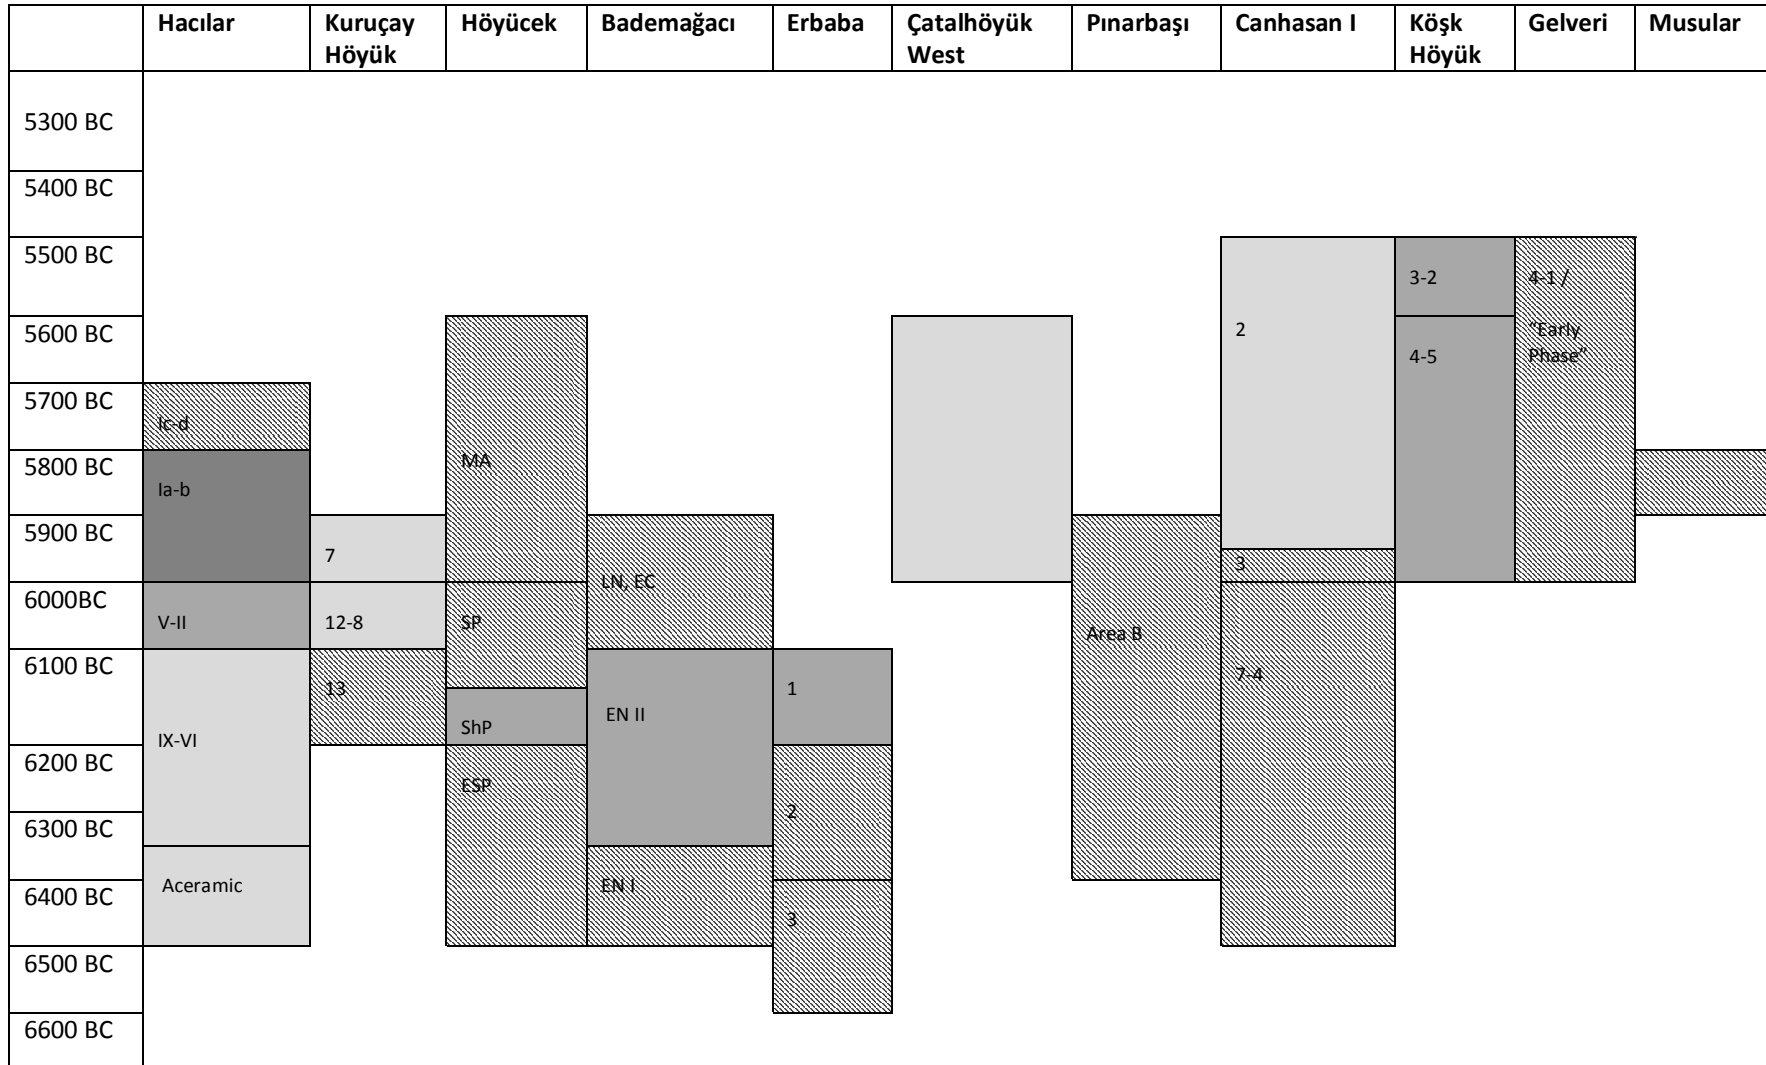 Hacılar
Kuruçay
Höyük
Höyücek
Bademağacı
Erbaba
Çatalhöyük
West
Pınarbaşı
Canhasan I
Köşk
Höyük
Gelveri
Musular
5300 BC
5400 BC
5500 BC
3-2
4-1 /
5600 BC
2
4-5
"Early
Phase"
5700 BC
Ic-d
5800 BC
Ia-b
MA
5900 BC
7
LN, EC
3
6000BC
V-II
12-8
SP
Area B
6100 BC
13
1
7-4
IX-VI
ShP
EN II
6200 BC
ESP
2
6300 BC
Aceramic
EN I
6400 BC
3
6500 BC
6600 BC